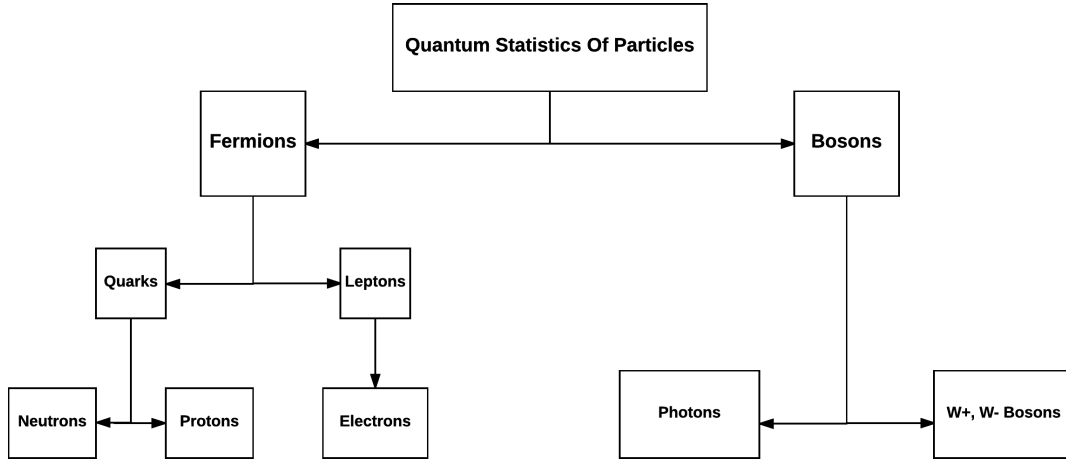 Quantum Statistics Of Particles
Fermions
Bosons
Quarks
Leptons
Neutrons
Protons
Electrons
Photons
W+, W- Bosons